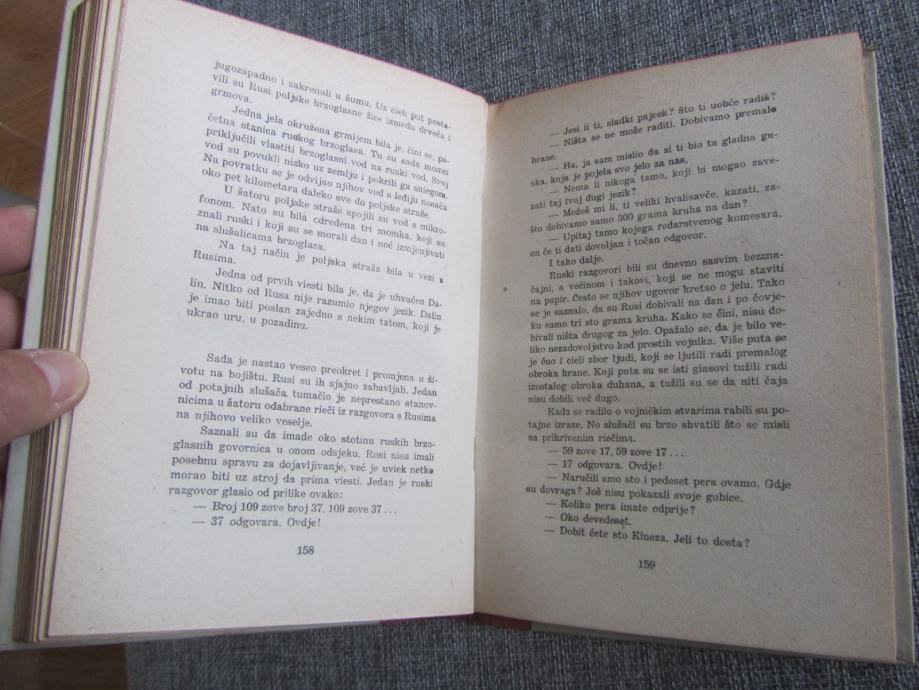 jugozapadno i zakrenuli u šumu. Uz cieli put posta-
vili su Rusi poljske brzoglasne žice između drveća i
grmova.
Jedna jela okružena grmljem bila je, čini se, po-
četna stanica ruskog brzoglasa. Tu su sada momci
priključili vlastiti brzoglasni vod na ruski vod. Svoj
vod su povukli nizko uz zemlju i pokrili ga sniegom.
Na povratku se je odvijao njihov vod s leđiju nosača
oko pet kilometara daleko sve do poljske straže.
U šatoru poljske straže spojili su vod s mikro-
fonom. Nato su bila određena tri momka, koji su
znali ruski i koji su se morali dan i noć izmjenjivati
na slušalicama brzoglasa.
Na taj način je poljska straža bila u vezi s
Rusima.
Jedna od prvih viesti bila je, da je uhvaćen Da-
lin. Nitko od Rusa nije razumio njegov jezik. Dalin
je imao biti poslan zajedno s nekim tatom, koji je
ukrao uru, u pozadinu.
Sada je nastao veseo preokret i promjena u ži-
votu na bojištu. Rusi su ih sjajno zabavljali. Jedan
od potajnih slušača tumačio je neprestano stanov-
nicima u šatoru odabrane rieči iz razgovora s Rusima
na njihovo veliko veselje.
Saznali su da imade oko stotinu ruskih brzo-
glasnih govornica u onom odsjeku. Rusi nisu imali
posebnu spravu za dojavljivanje, već je uviek netko
morao biti uz stroj da prima viesti. Jedan je ruski
razgovor glasio od prilike ovako:
— Broj 109 zove broj 37, 109 zove 37 . . .
— 37 odgovara. Ovdje!
158
— Jesi li ti, sladki pajcek? Što ti uobće radiš?
— Ništa se ne može raditi. Dobivamo premalo
hrane.
— Ha, ja sam mislio da si ti bio ta gladna gu-
ska, koja je pojela sve jelo za nas.
— Nema li nikoga tamo, koji bi mogao zave-
zati taj tvoj dugi jezik?
— Možeš mi li, ti veliki hvalisavče, kazati, za-
što dobivamo samo 300 grama kruha na dan?
— Upitaj tamo kojega redarstvenog komesara,
on će ti dati dovoljan i točan odgovor.
I tako dalje.
Ruski razgovori bili su dnevno sasvim bezzna-
čajni, a većinom i takovi, koji se ne mogu staviti
na papir. Često se njihov ugovor kretao o jelu. Tako
se je saznalo, da su Rusi dobivali na dan i po čovje-
doku samo tri sto grama kruha. Kako se čini, nisu do-
bivali ništa drugog za jelo. Opažalo se, da je bilo ve-
liko nezadovoljstvo kod prostih vojnika. Više puta se
je čuo i cieli zbor ljudi, koji se ljutili radi premalog
obroka hrane. Koji puta su se isti glasovi tužili radi
izostalog obroka duhana, a tužili su se da niti čaja
nisu dobili već dugo.
Kada se radilo o vojničkim stvarima rabili su po-
tajne izraze. No slušači su brzo shvatili što se misli
sa prikrivenim riečima.
— 59 zove 17, 59 zove 17 . . .
— 17 odgovara. Ovdje!
— Naručili smo sto i pedeset pera ovamo. Gdje
su dovraga? Još nisu pokazali svoje gubice.
— Koliko pera imate odprije?
— Oko devedeset.
— Dobit ćete sto Kineza. Jeli to dosta?
159